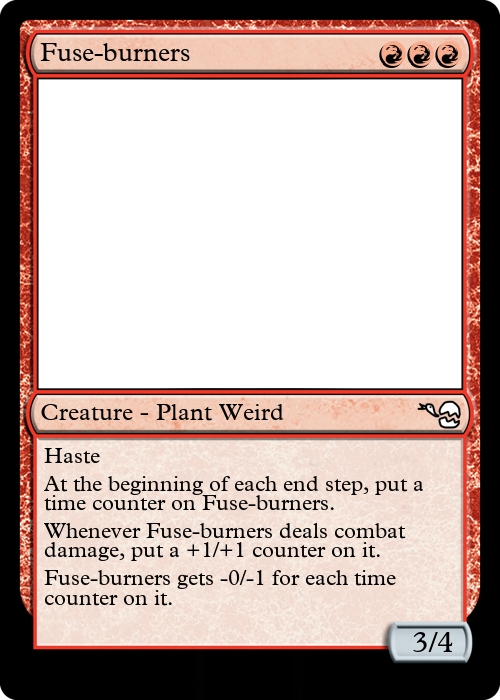 Fuse-burners
Creature - Plant Weird
Haste
At the beginning of each end step, put a
time counter on Fuse-burners.
Whenever Fuse-burners deals combat
damage, put a +1/+1 counter on it.
Fuse-burners gets -0/-1 for each time
counter on it.
3/4